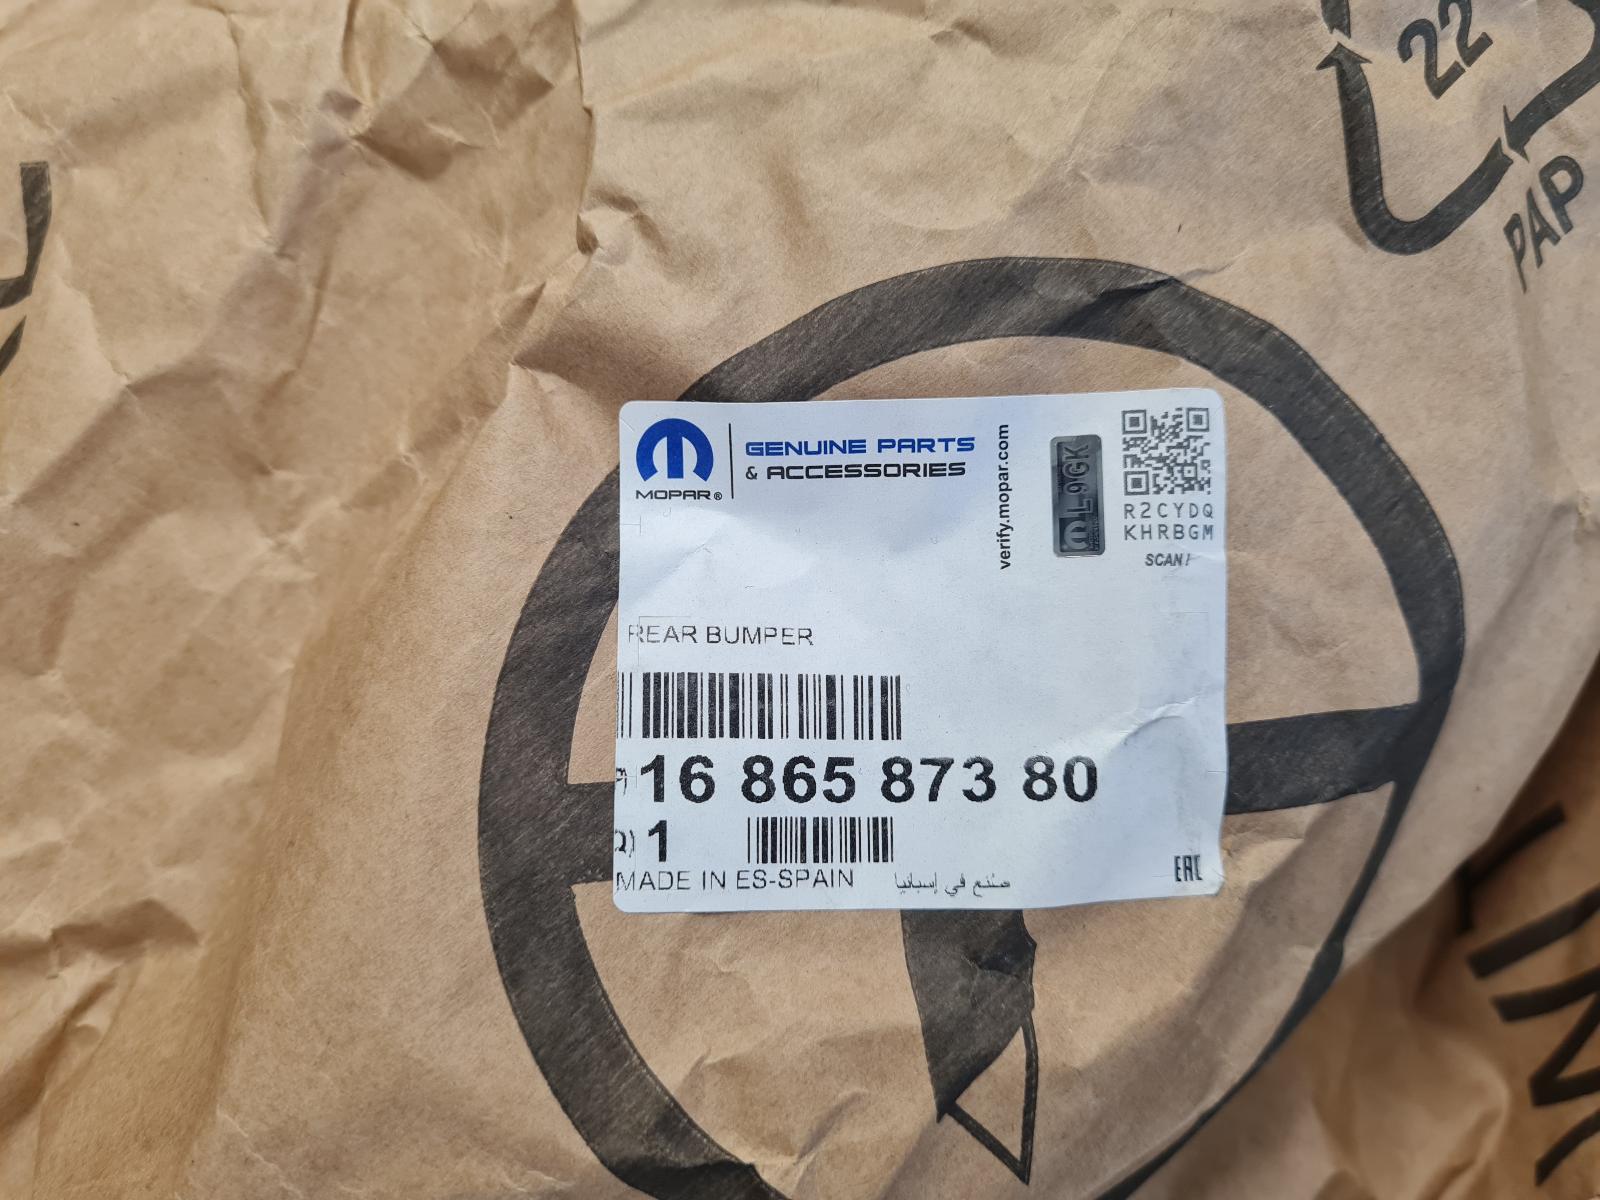 22
PAP
MOPAR®
GENUINE PARTS
& ACCESSORIES
verify.mopar.com
L9GK
R2CYDQ
KHRBGM
SCAN!
REAR BUMPER
16 865 873 80
Q) 1
MADE IN ES-SPAIN صنع في إسبانيا
EAC